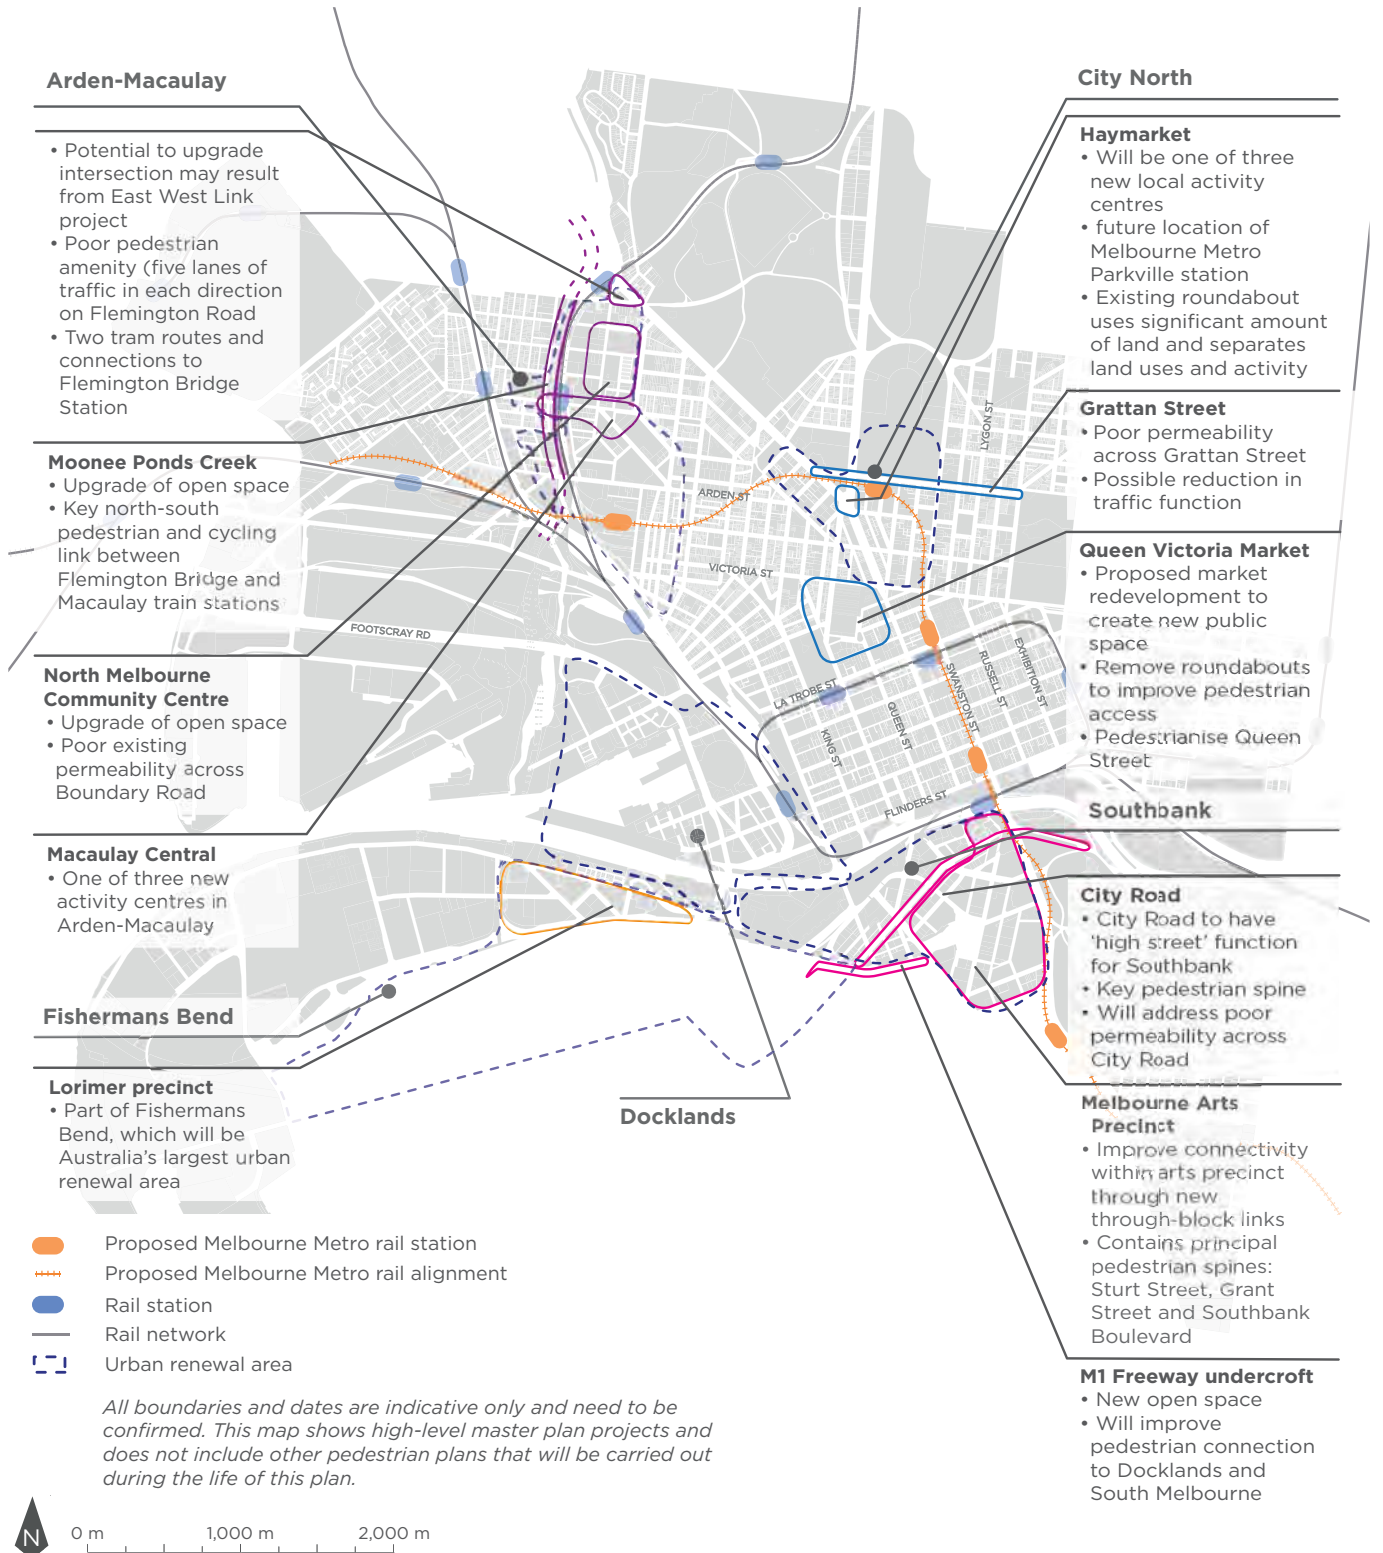 Arden-Macaulay
• Potential to upgrade
intersection may result
from East West Link
project
• Poor pedestrian
amenity (five lanes of
traffic in each direction
on Flemington Road
• Two tram routes and
connections to
Flemington Bridge
Station
Moonee Ponds Creek
• Upgrade of open space
• Key north-south
pedestrian and cycling
link between
Flemington Bridge and
Macaulay train stations
North Melbourne
Community Centre
• Upgrade of open space
• Poor existing
permeability across
Boundary Road
Macaulay Central
• One of three new
activity centres in
Arden-Macaulay
Fishermans Bend
Lorimer precinct
• Part of Fishermans
Bend, which will be
Australia's largest urban
renewal area
City North
Haymarket
• Will be one of three
new local activity
centres
• future location of
Melbourne Metro
Parkville station
• Existing roundabout
uses significant amount
of land and separates
land uses and activity
Grattan Street
• Poor permeability
across Grattan Street
• Possible reduction in
traffic function
Queen Victoria Market
• Proposed market
redevelopment to
create new public
space
• Remove roundabouts
to improve pedestrian
access
• Pedestrianise Queen
Street
Southbank
City Road
• City Road to have
'high street' function
for Southbank
• Key pedestrian spine
• Will address poor
permeability across
City Road
Melbourne Arts
Precinct
• Improve connectivity
within arts precinct
through new
through-block links
• Contains principal
pedestrian spines:
Sturt Street, Grant
Street and Southbank
Boulevard
M1 Freeway undercroft
• New open space
• Will improve
pedestrian connection
to Docklands and
South Melbourne
LYGON ST
ARDEN ST
VICTORIA ST
FOOTSCRAY RD
LA TROBE ST
KING ST
QUEEN ST
SWANSTON ST
RUSSELL ST
EXHIBITION ST
FLINDERS ST
Docklands
Proposed Melbourne Metro rail station
Proposed Melbourne Metro rail alignment
Rail station
Rail network
Urban renewal area
All boundaries and dates are indicative only and need to be
confirmed. This map shows high-level master plan projects and
does not include other pedestrian plans that will be carried out
during the life of this plan.
N
0 m 1,000 m 2,000 m